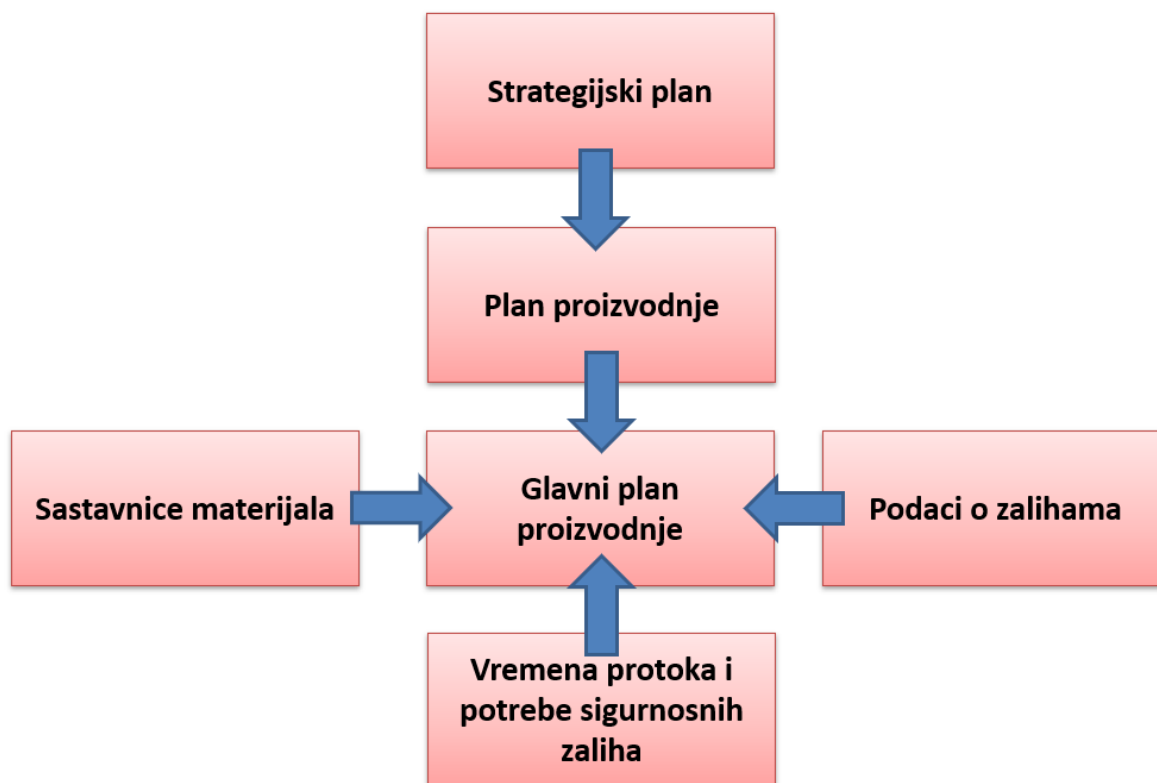 Strategijski plan
Plan proizvodnje
Sastavnice materijala
Glavni plan
proizvodnje
Podaci o zalihama
Vremena protoka i
potrebe sigurnosnih
zaliha